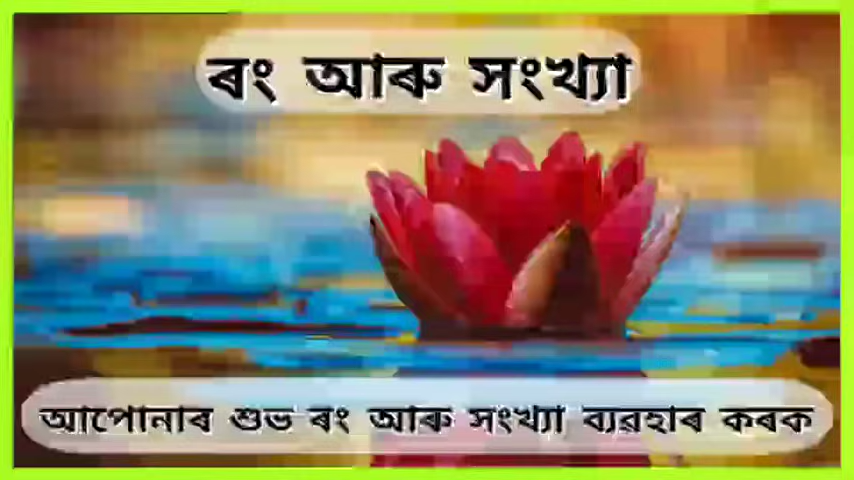 ৰং আৰু সংখ্যা
আপোনাৰ শুভ ৰং আৰু সংখ্যা ব্যৱহাৰ কৰক